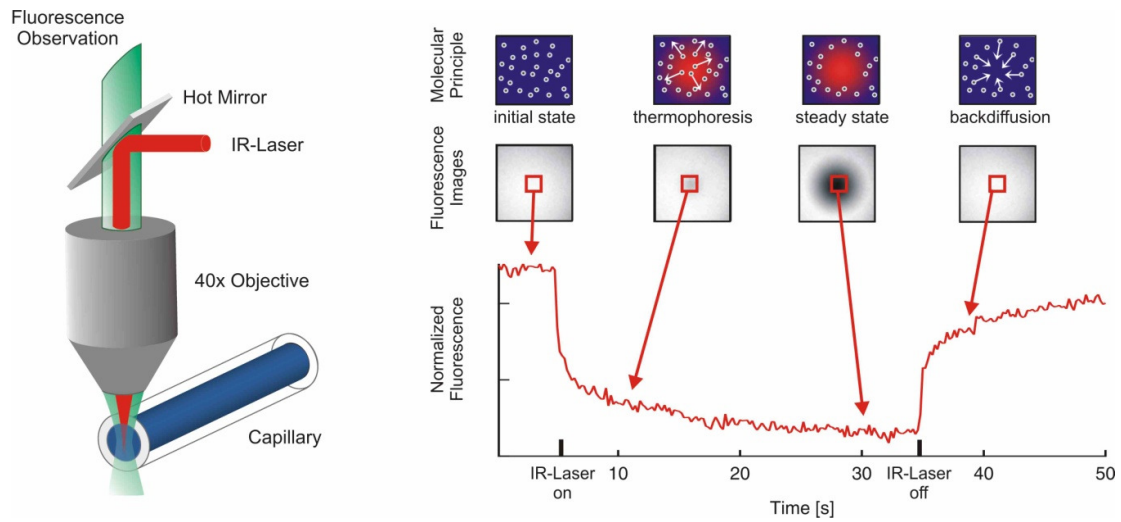 Fluorescence
Observation
Hot Mirror
IR-Laser
40x Objective
Capillary
Molecular
Principle
initial state
thermophoresis
steady state
backdiffusion
Fluorescence
Images
Normalized
Fluorescence
IR-Laser
on
10
20
30
IR-Laser
off
40
50
Time [s]